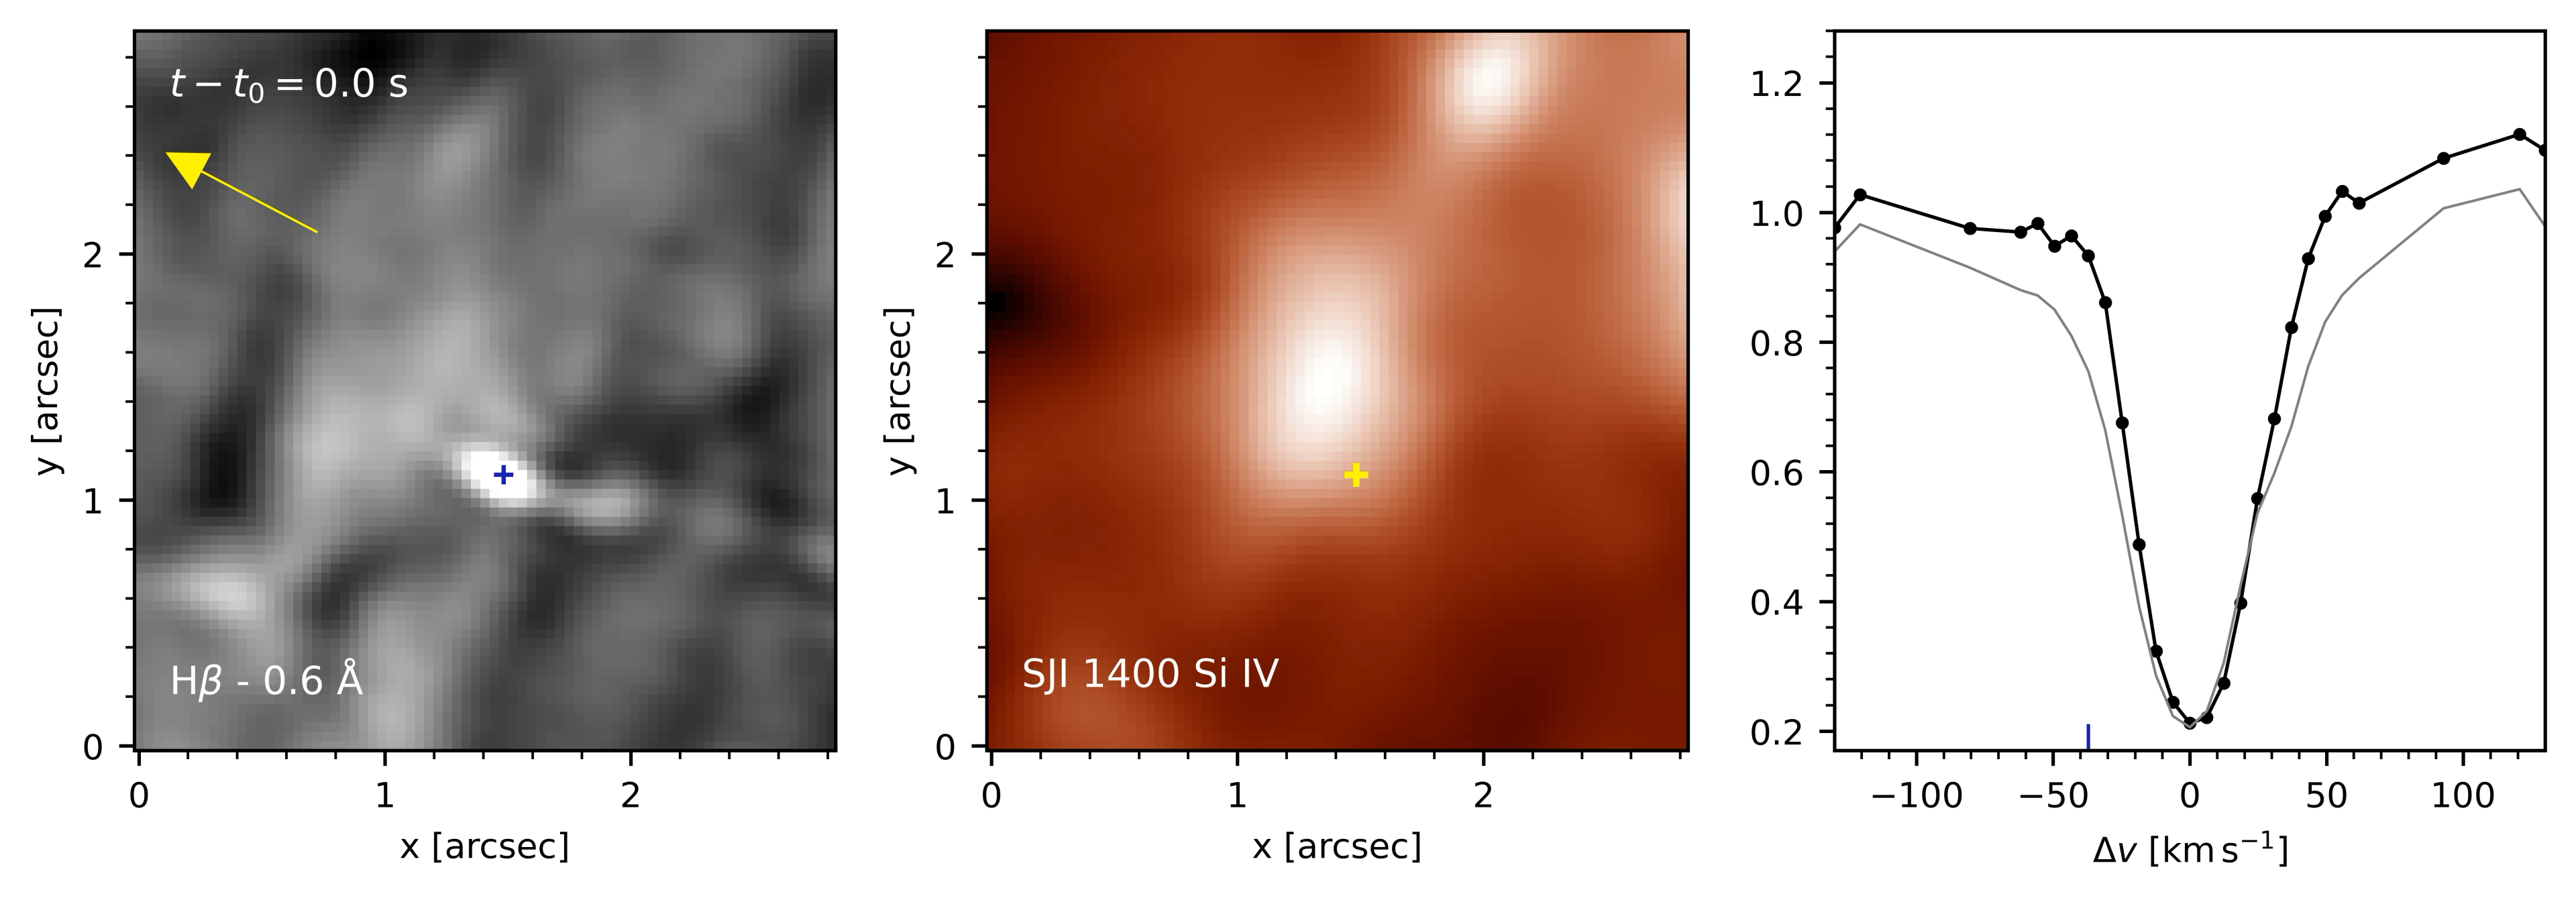 t − t₀ = 0.0 s
Hβ - 0.6 Å
y [arcsec]
2
1
0
0 1 2
x [arcsec]
SJI 1400 Si IV
y [arcsec]
2
1
0
0 1 2
x [arcsec]
1.2
1.0
0.8
0.6
0.4
0.2
−100 −50 0 50 100
Δv [km s⁻¹]